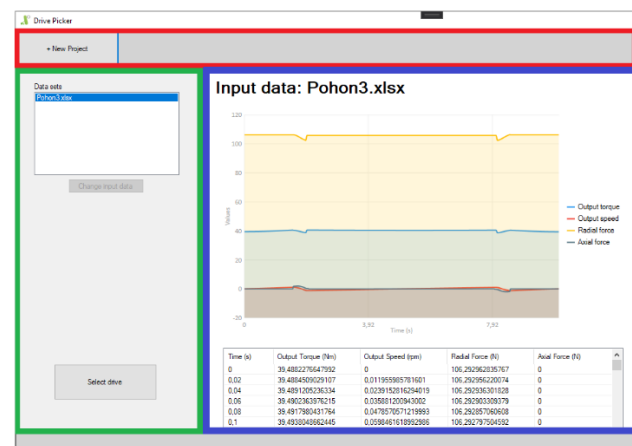 Drive Picker
+ New Project
Data sets
Pohon3.xlsx
Change input data
Select drive
Input data: Pohon3.xlsx
120
100
80
60
40
20
0
-20
Values
0
3,92
7,92
Time (s)
Output torque
Output speed
Radial force
Axial force
Time (s) Output Torque (Nm) Output Speed (rpm) Radial Force (N) Axial Force (N)
0 39,4882276647992 0 106,292962835767 0
0,02 39,4884509029107 0,011955985781601 106,292956220074 0
0,04 39,4891205236334 0,0239152816294019 106,292936301828 0
0,06 39,4902363976215 0,035881200943002 106,292903309379 0
0,08 39,4917980431764 0,0478570571219993 106,292857060608 0
0,1 39,4938048662445 0,0598461618992986 106,292797504592 0